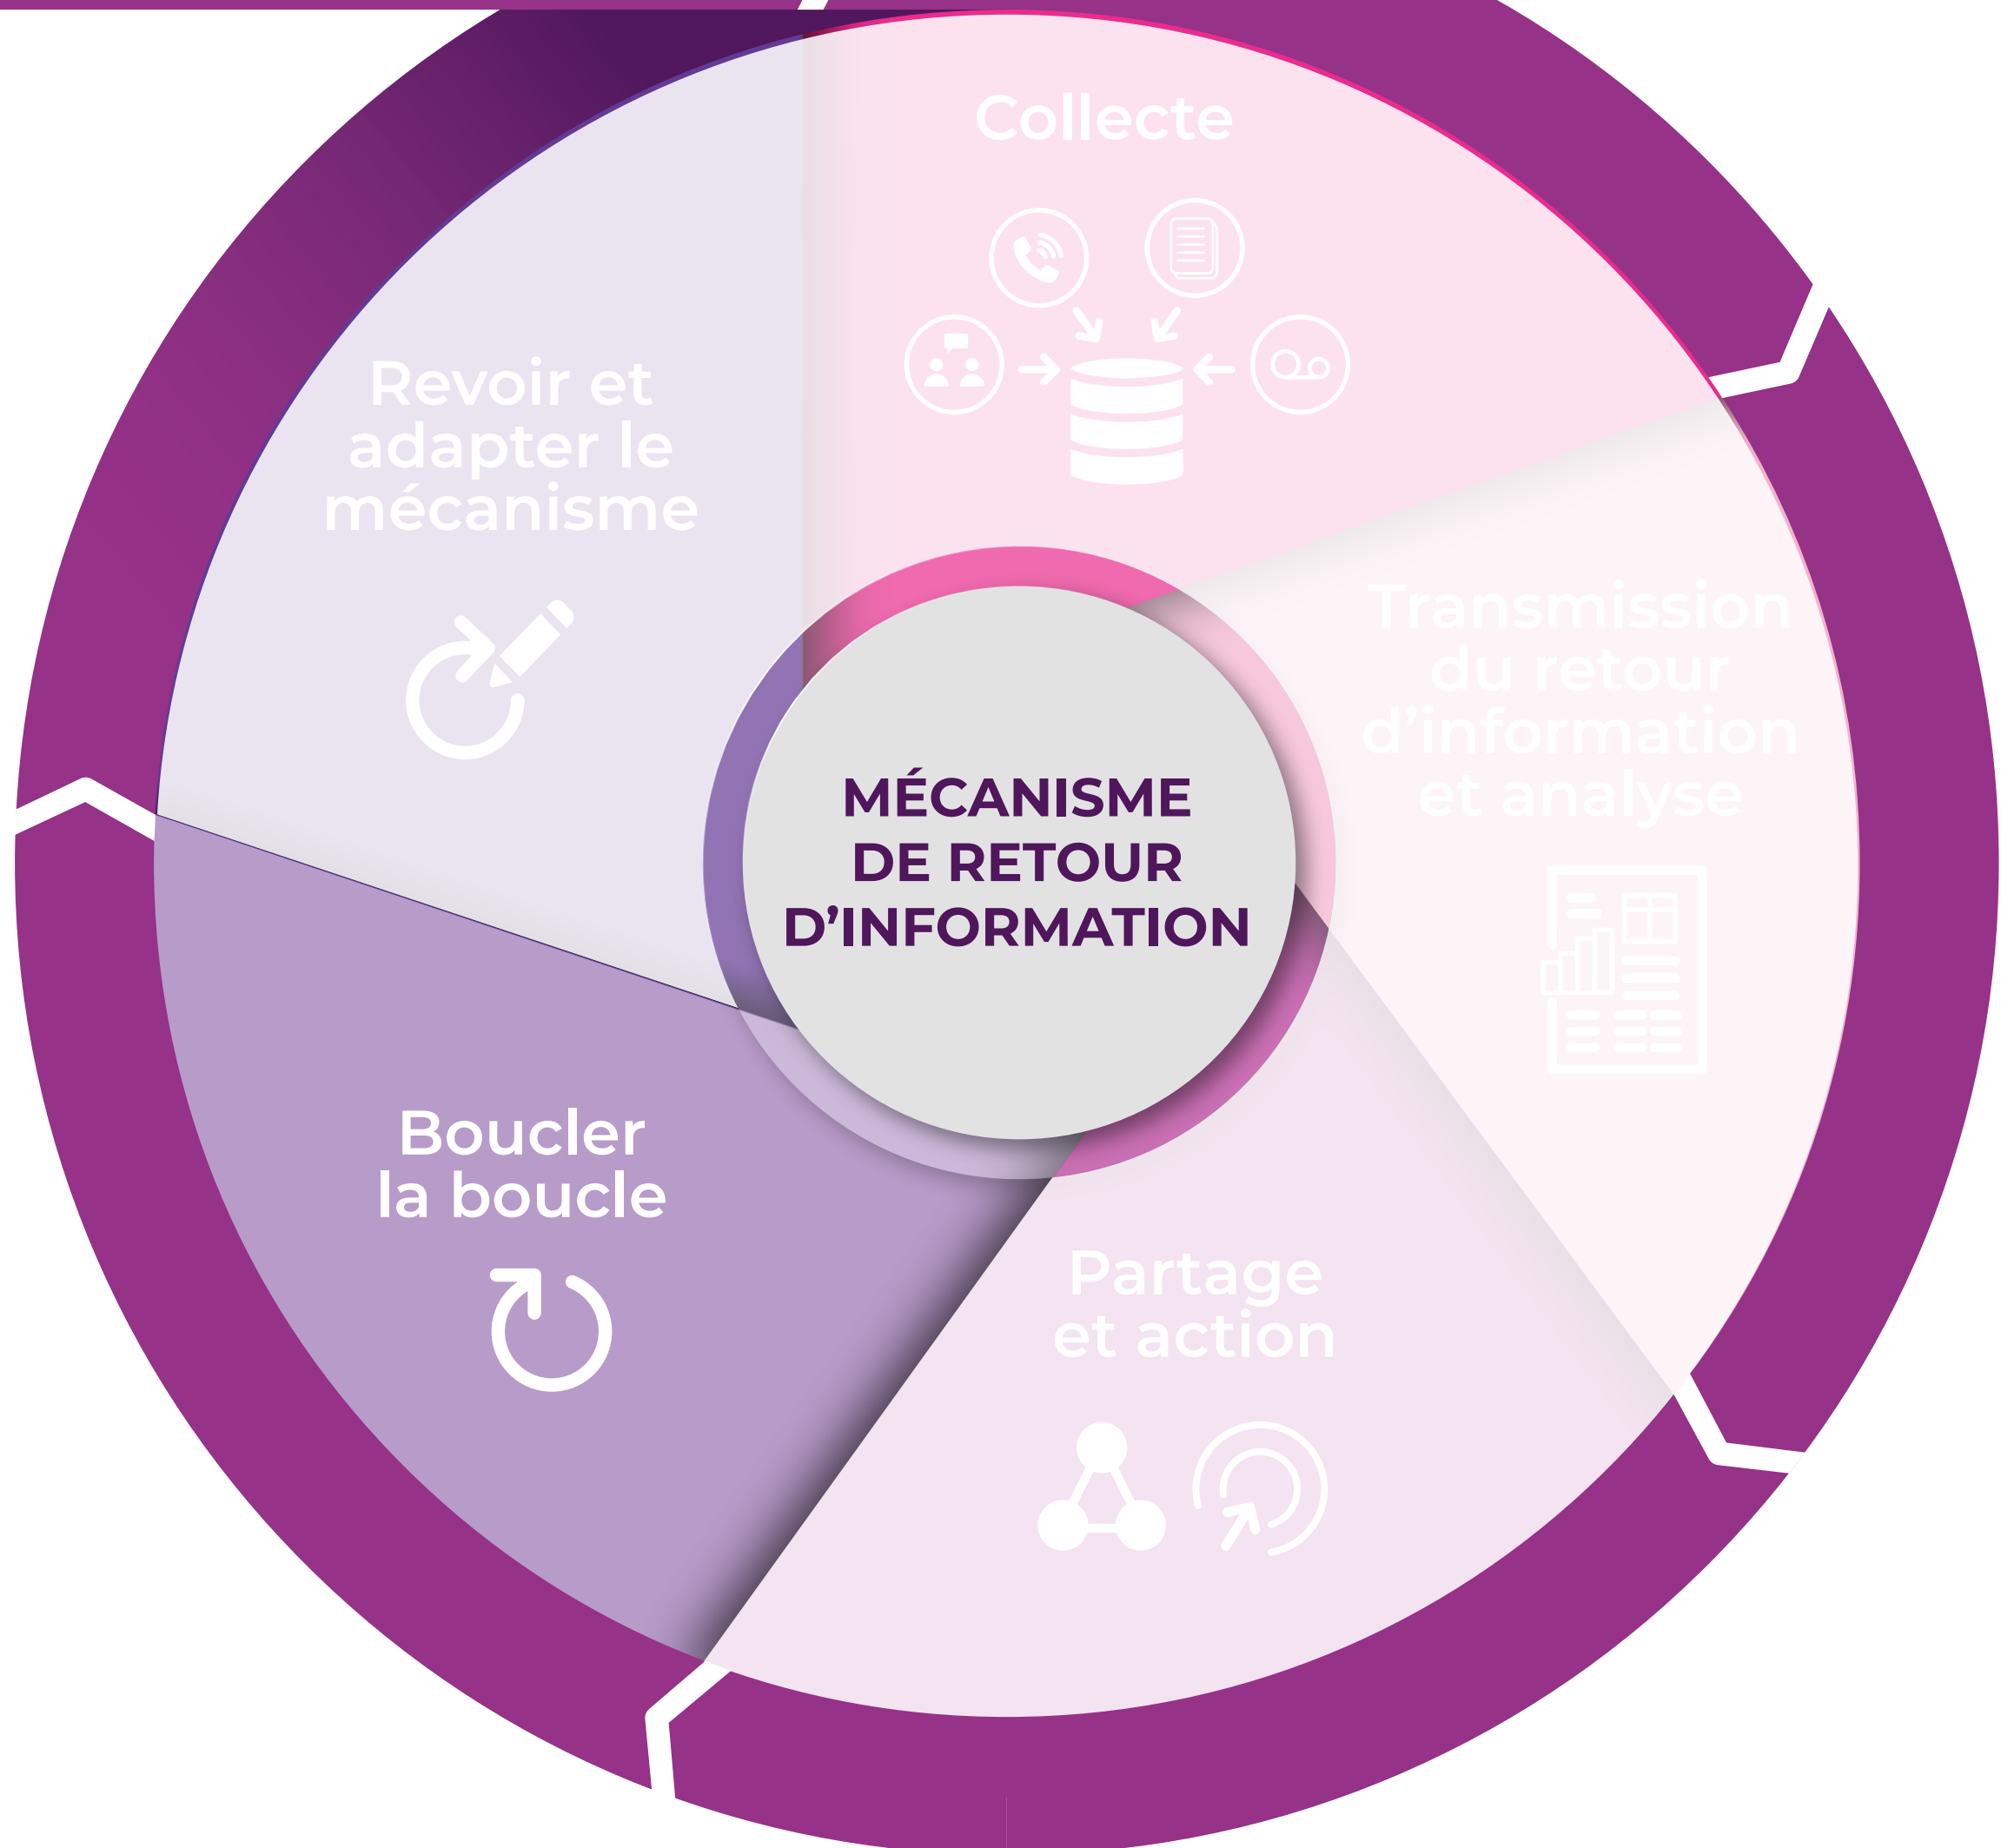 Collecte
Transmission
du retour
d’information
et analyse
Partage
et action
Boucler
la boucle
Revoir et
adapter le
mécanisme
MÉCANISME
DE RETOUR
D’INFORMATION